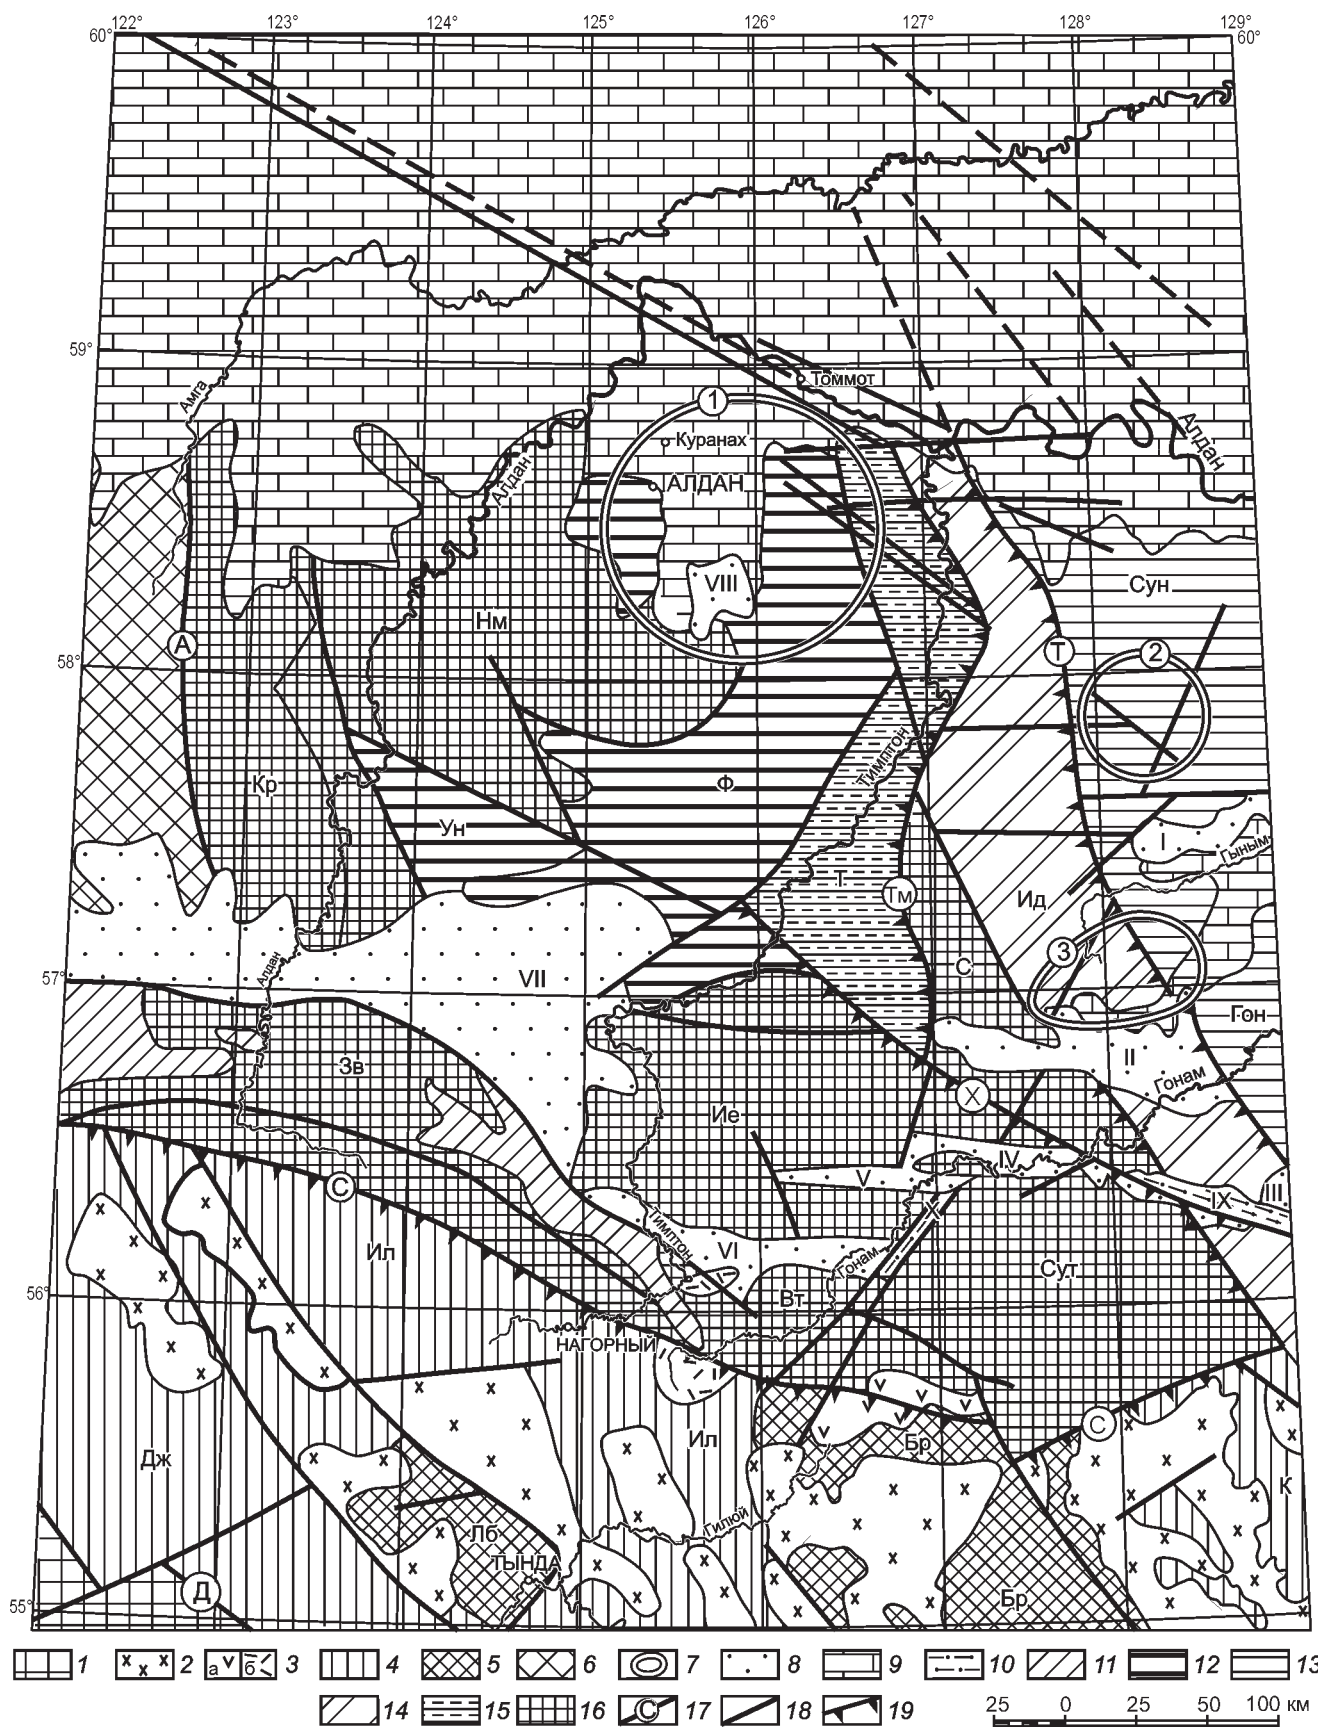 122° 123° 124° 125° 126° 127° 128° 129°
60° 60°
59°
Амга
Томмот
1
Куранах
Алдан
Алдан
АЛДАН
VIII
Сун
Нм
58°
А
Т
2
Тимптон
Кр
Ф
Ун
I
Гыным
Т
Тм
Ид
3
Алдан
57°
VII
С
Гон
II
Зв
Гонам
Ие
Х
IV
V
С
IX
III
X
Ил
Тимптон
VI
Гонам
Сут
56°
Вт
НАГОРНЫЙ
С
Ил
Бр
Дж
К
Гилюй
Лб
ТЫНДА
Д
Бр
55°
1 2 а б 3 4 5 6 7 8 9 10 11 12 13
14 15 16 С 17 18 19
25 0 25 50 100 км